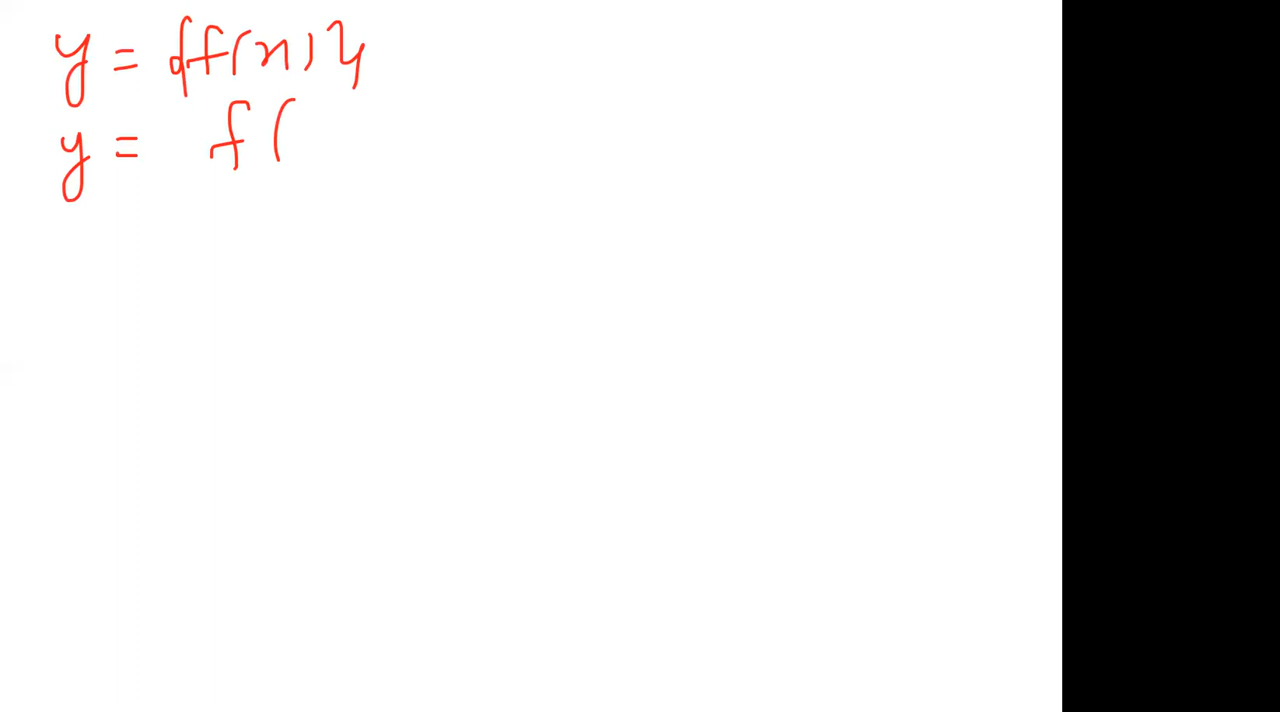 y = {f(x)}
y = f(